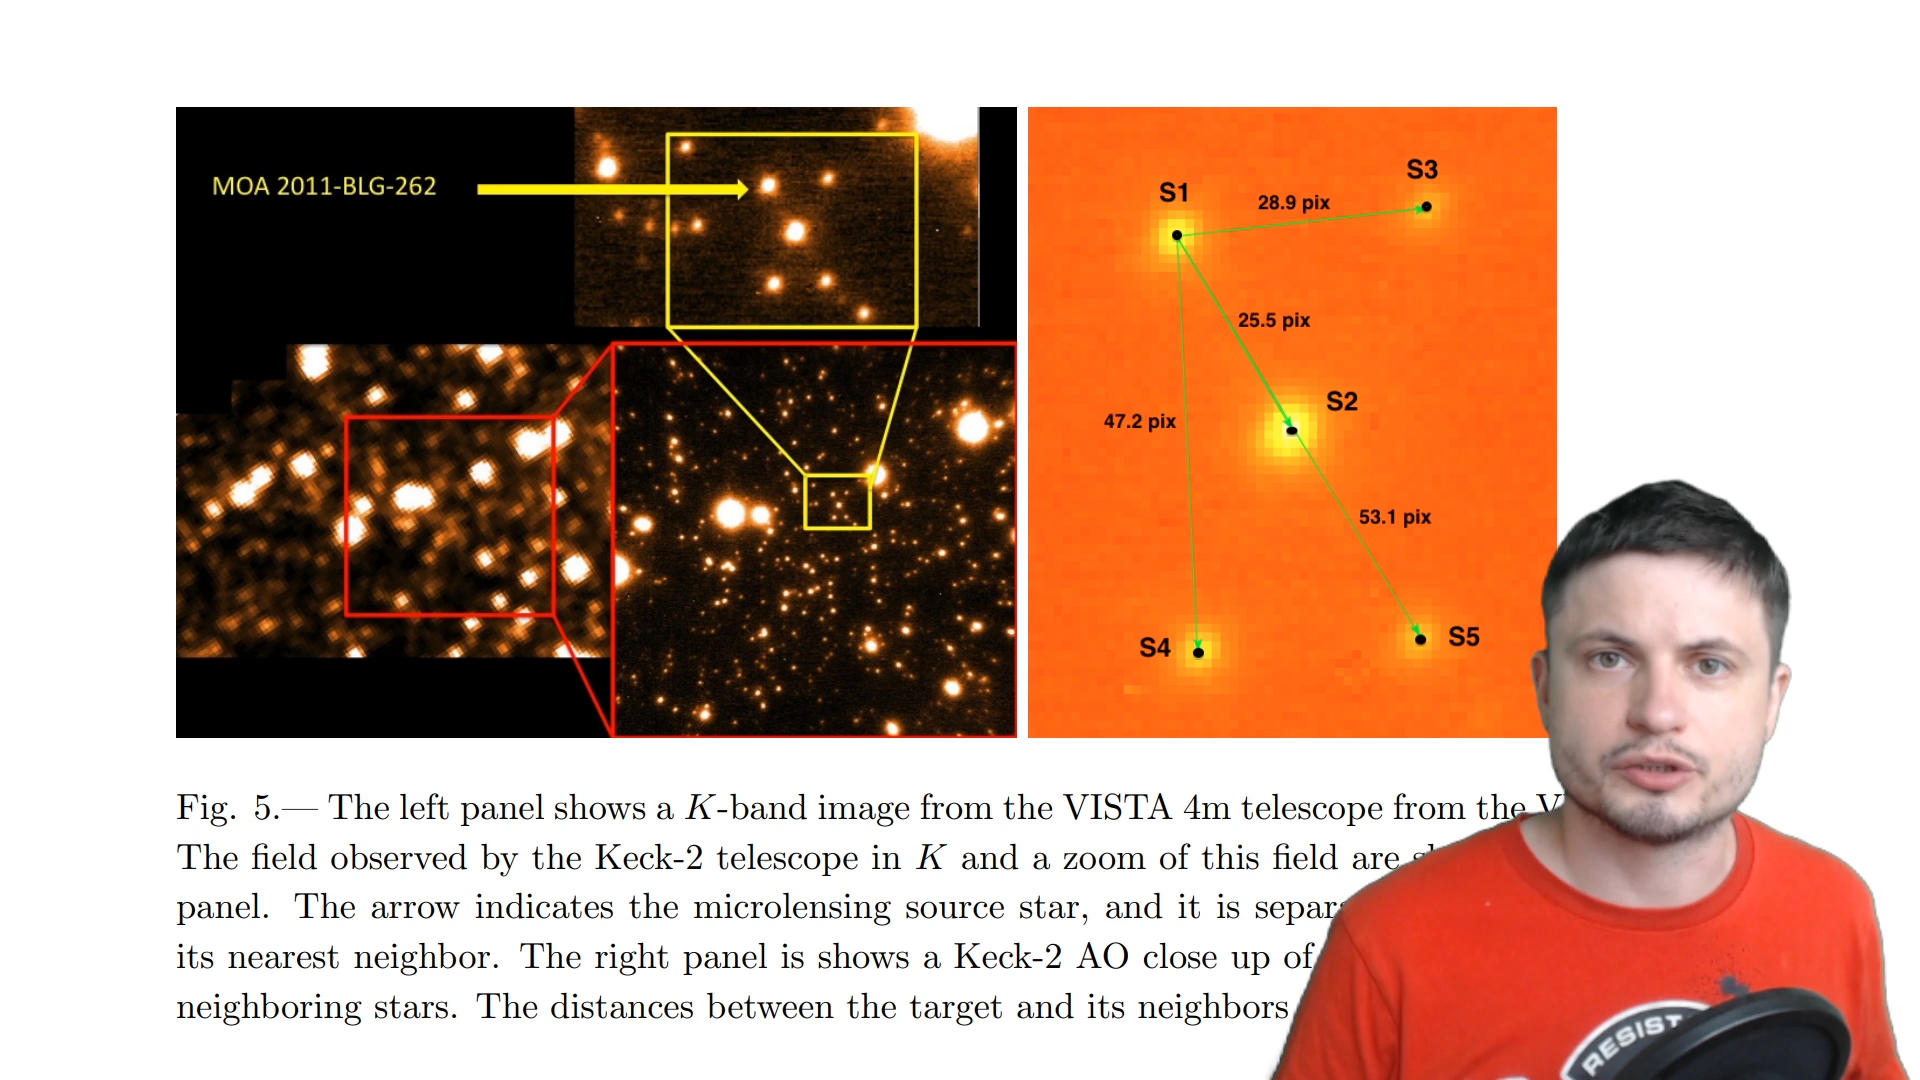 MOA 2011-BLG-262
S1
S3
28.9 pix
25.5 pix
S2
47.2 pix
53.1 pix
S4
S5
Fig. 5.— The left panel shows a K-band image from the VISTA 4m telescope from the
The field observed by the Keck-2 telescope in K and a zoom of this field are
panel. The arrow indicates the microlensing source star, and it is
its nearest neighbor. The right panel is shows a Keck-2 AO close up of
neighboring stars. The distances between the target and its neighbors
RESIST